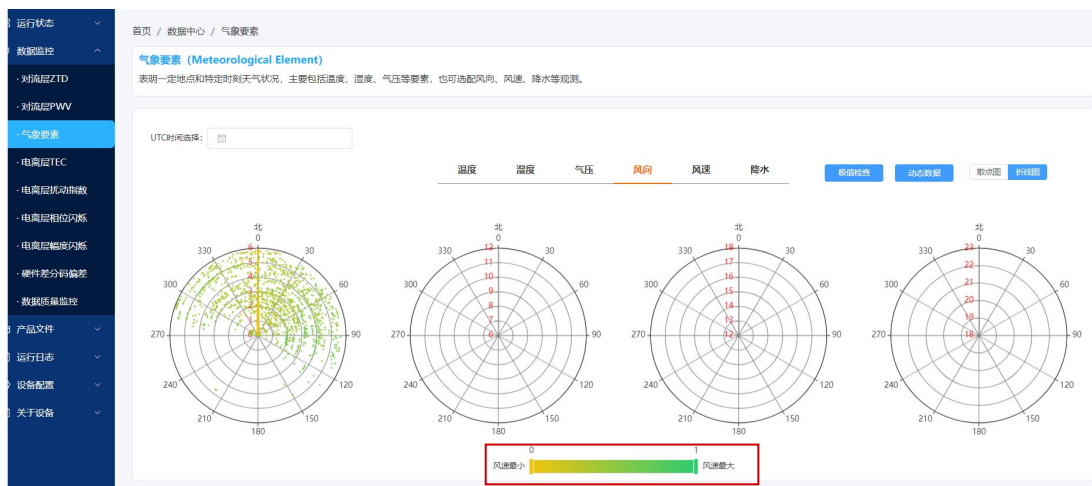 运行状态
数据监控
· 对流层ZTD
· 对流层PWV
· 气象要素
· 电离层TEC
· 电离层扰动指数
· 电离层相位闪烁
· 电离层幅度闪烁
· 硬件差分码偏差
· 数据质量监控
产品文件
运行日志
设备配置
关于设备
首页 / 数据中心 / 气象要素
气象要素（Meteorological Element）
表明一定地点和特定时刻天气状况，主要包括温度、湿度、气压等要素，也可选配风向、风速、降水等观测。
UTC时间选择：
温度 湿度 气压 风向 风速 降水 极值检查 动态数据 散点图 折线图
北 北 北 北
0 0 0 0
330 6 30 330 12 30 330 18 30 330 23 30
5 11 17 22
300 4 60 300 10 60 300 16 60 300 21 60
3 9 15 20
2 8 14 19
1 7 13
270 0 90 270 6 90 270 12 90 270 18 90
240 120 240 120 240 120 240 120
210 150 210 150 210 150 210 150
180 180 180 180
0 1
风速最小 风速最大